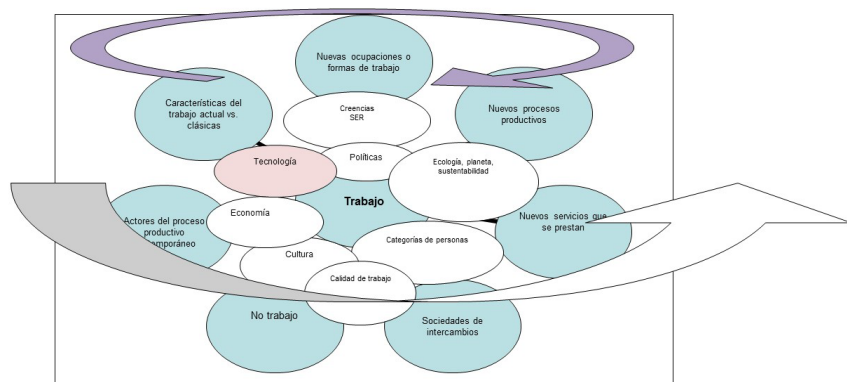 Nuevas ocupaciones o
formas de trabajo
Características del
trabajo actual vs.
clásicas
Creencias
SER
Nuevos procesos
productivos
Tecnología
Políticas
Ecología, planeta,
sustentabilidad
Trabajo
Actores del proceso
productivo
Economía
Nuevos servicios que
se prestan
Categorías de personas
Cultura
Calidad de trabajo
No trabajo
Sociedades de
intercambios